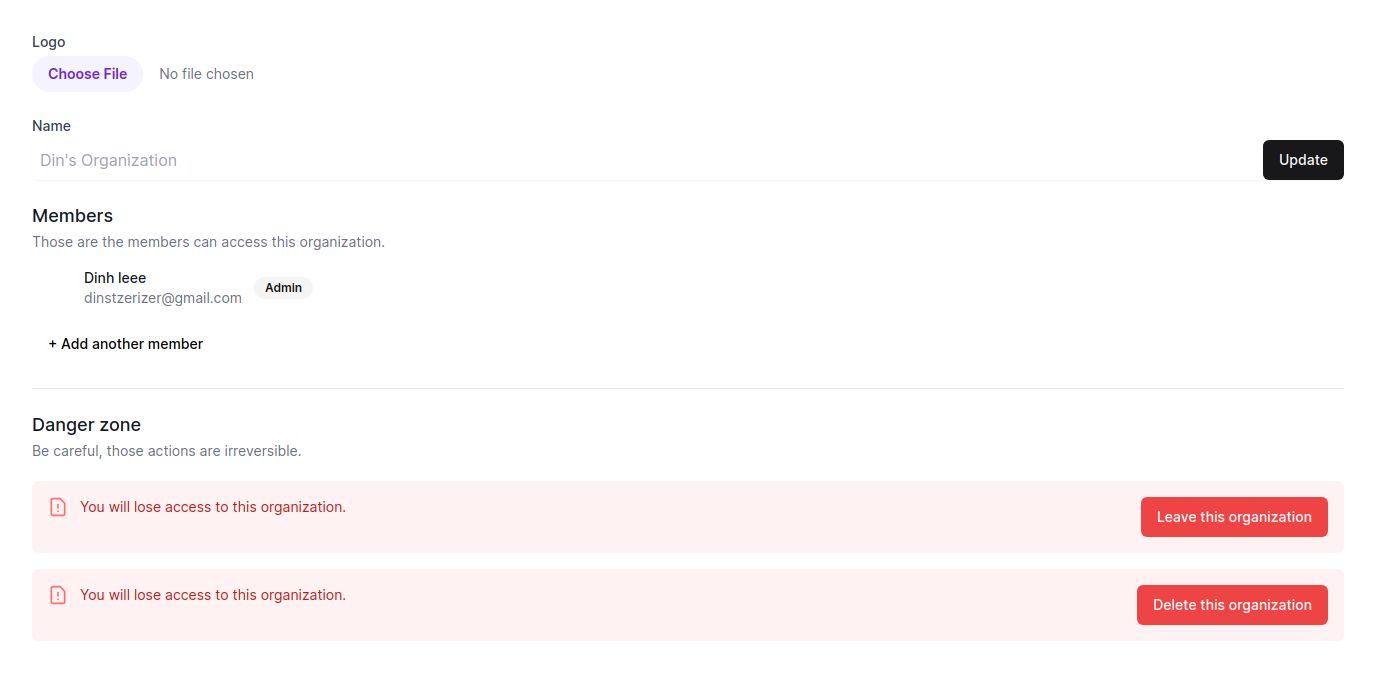 Logo
Choose File No file chosen
Name
Din's Organization Update
Members
Those are the members can access this organization.
Dinh leee
dinstzerizer@gmail.com Admin
+ Add another member
Danger zone
Be careful, those actions are irreversible.
You will lose access to this organization. Leave this organization
You will lose access to this organization. Delete this organization